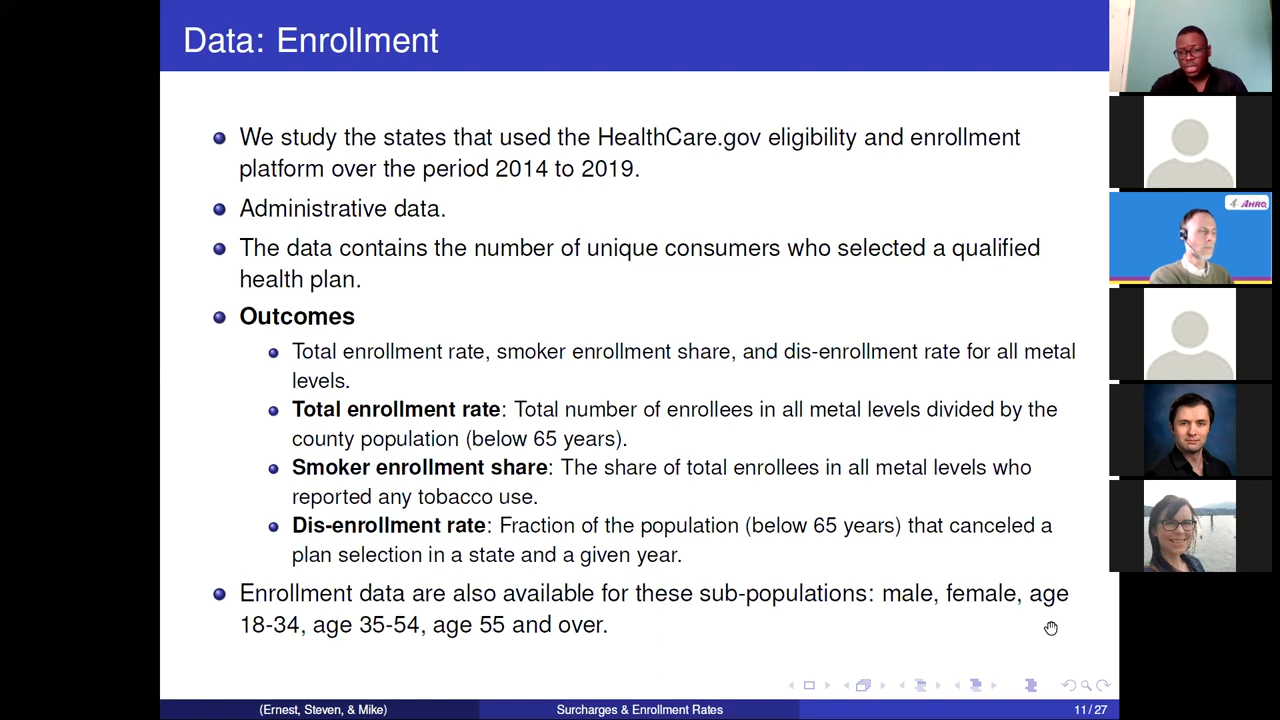 Data: Enrollment
We study the states that used the HealthCare.gov eligibility and enrollment
platform over the period 2014 to 2019.
Administrative data.
The data contains the number of unique consumers who selected a qualified
health plan.
Outcomes
Total enrollment rate, smoker enrollment share, and dis-enrollment rate for all metal
levels.
Total enrollment rate: Total number of enrollees in all metal levels divided by the
county population (below 65 years).
Smoker enrollment share: The share of total enrollees in all metal levels who
reported any tobacco use.
Dis-enrollment rate: Fraction of the population (below 65 years) that canceled a
plan selection in a state and a given year.
Enrollment data are also available for these sub-populations: male, female, age
18-34, age 35-54, age 55 and over.
(Ernest, Steven, & Mike)
Surcharges & Enrollment Rates
11 / 27
AHRQ